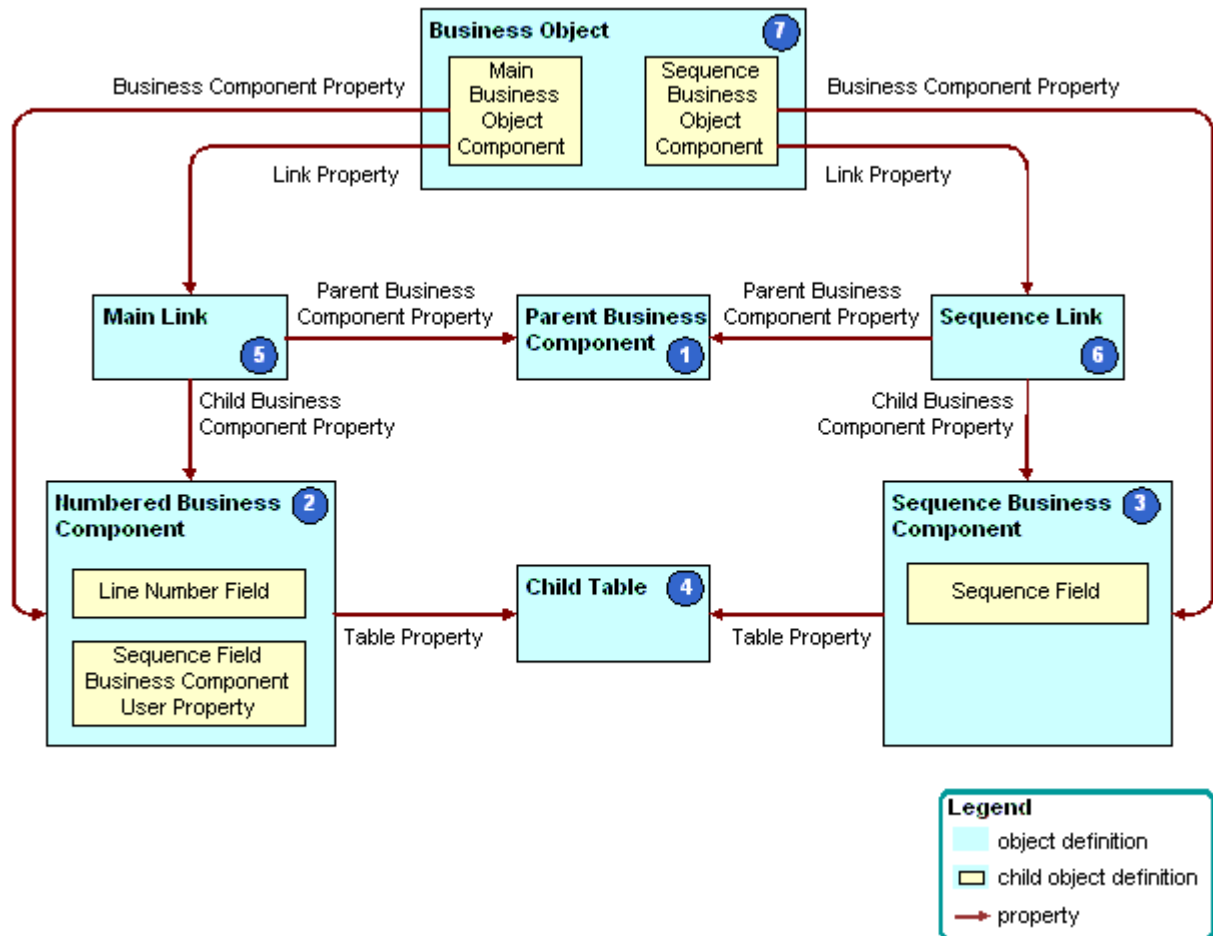 Business Object
7
Main
Business
Object
Component
Sequence
Business
Object
Component
Business Component Property
Business Component Property
Link Property
Link Property
Main Link
5
Parent Business
Component Property
Parent Business
Component
1
Parent Business
Component Property
Sequence Link
6
Child Business
Component Property
Child Business
Component Property
Numbered Business
Component
2
Line Number Field
Sequence Field
Business Component
User Property
Table Property
Child Table
4
Table Property
Sequence Business
Component
3
Sequence Field
Legend
object definition
child object definition
property